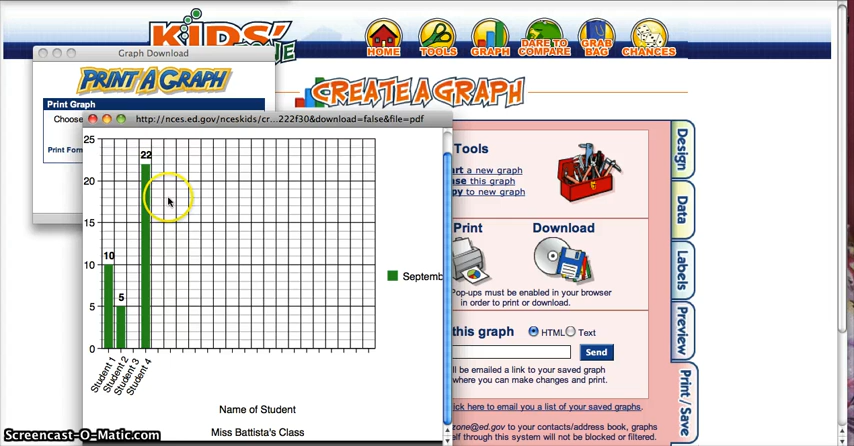 KiDS'
HOME
TOOLS
GRAPH
DARE TO COMPARE
GRAB BAG
CHANCES
Graph Download
PRINT A GRAPH
CREATE A GRAPH
Print Graph
Choose
Print Form
http://nces.ed.gov/nceskids/cr...222f30&download=false&file=pdf
25
20
15
10
5
0
10
5
22
Student 1
Student 2
Student 3
Student 4
Septemb
Name of Student
Miss Battista's Class
Tools
art a new graph
ase this graph
py to new graph
Print
Download
Pop-ups must be enabled in your browser
in order to print or download.
this graph
HTML
Text
Send
ill be emailed a link to your saved graph
where you can make changes and print.
lick here to email you a list of your saved graphs.
zone@ed.gov to your contacts/address book, graphs
elf through this system will not be blocked or filtered.
Design
Data
Labels
Preview
Print / Save
Screencast-O-Matic.com